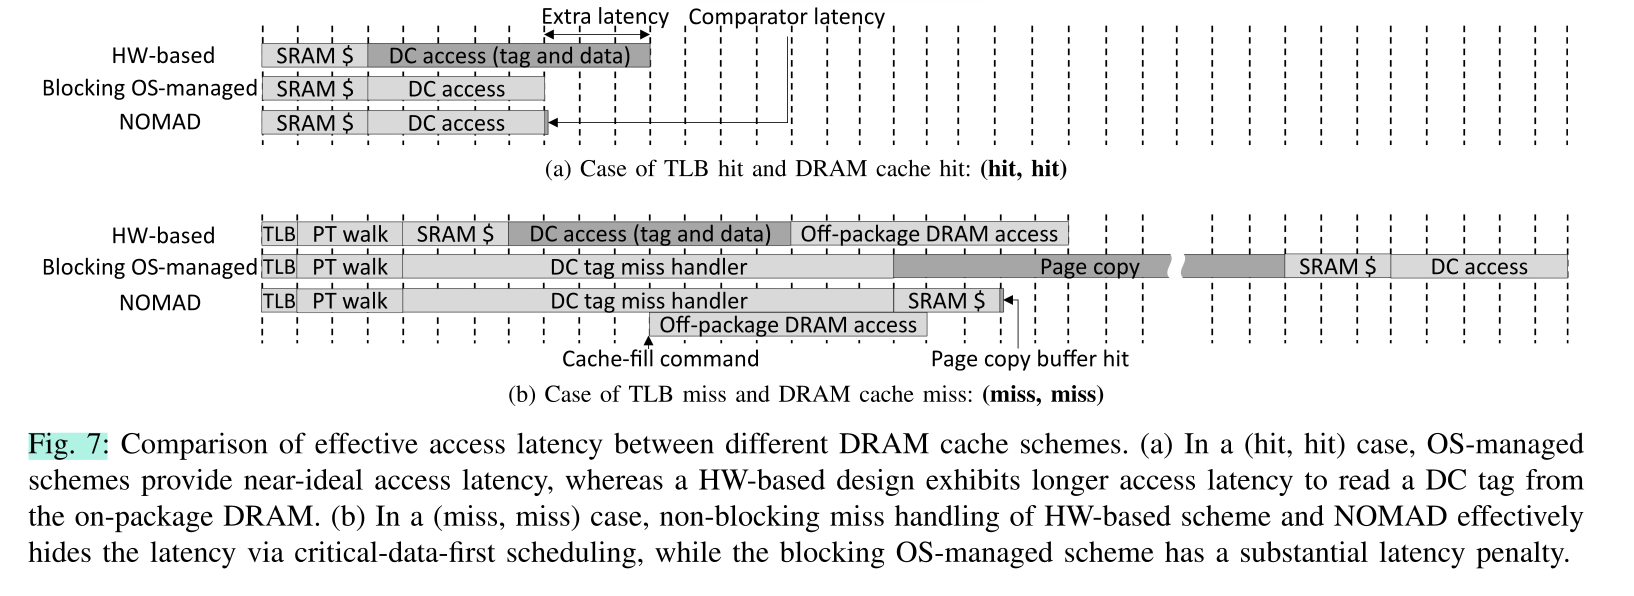 Extra latency Comparator latency
HW-based SRAM $ DC access (tag and data)
Blocking OS-managed SRAM $ DC access
NOMAD SRAM $ DC access
(a) Case of TLB hit and DRAM cache hit: (hit, hit)
HW-based TLB PT walk SRAM $ DC access (tag and data) Off-package DRAM access
Blocking OS-managed TLB PT walk DC tag miss handler Page copy SRAM $ DC access
NOMAD TLB PT walk DC tag miss handler SRAM $
Off-package DRAM access
Cache-fill command Page copy buffer hit
(b) Case of TLB miss and DRAM cache miss: (miss, miss)
Fig. 7: Comparison of effective access latency between different DRAM cache schemes. (a) In a (hit, hit) case, OS-managed
schemes provide near-ideal access latency, whereas a HW-based design exhibits longer access latency to read a DC tag from
the on-package DRAM. (b) In a (miss, miss) case, non-blocking miss handling of HW-based scheme and NOMAD effectively
hides the latency via critical-data-first scheduling, while the blocking OS-managed scheme has a substantial latency penalty.